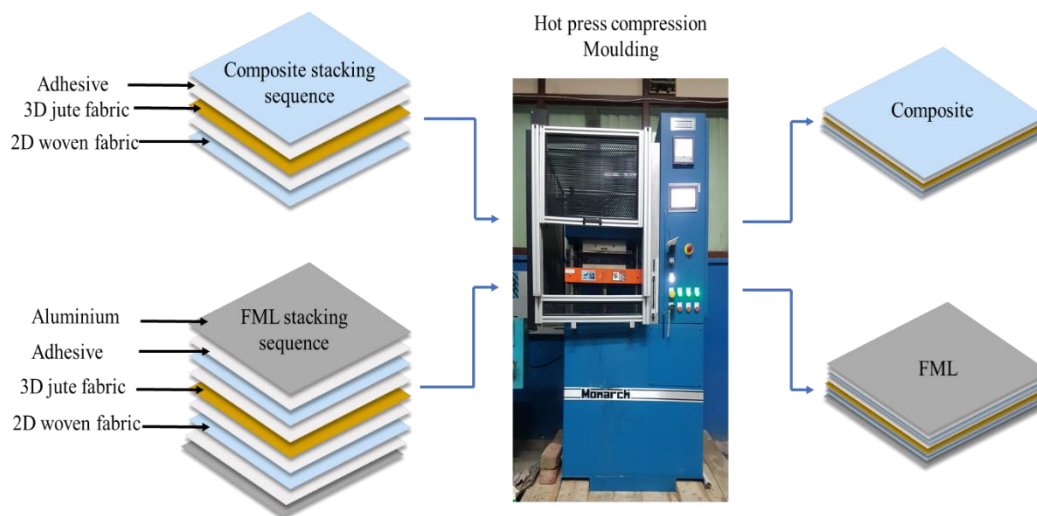 Hot press compression
Moulding
Composite stacking
sequence
Adhesive
3D jute fabric
2D woven fabric
Composite
FML stacking
sequence
Aluminium
Adhesive
3D jute fabric
2D woven fabric
Monarch
FML